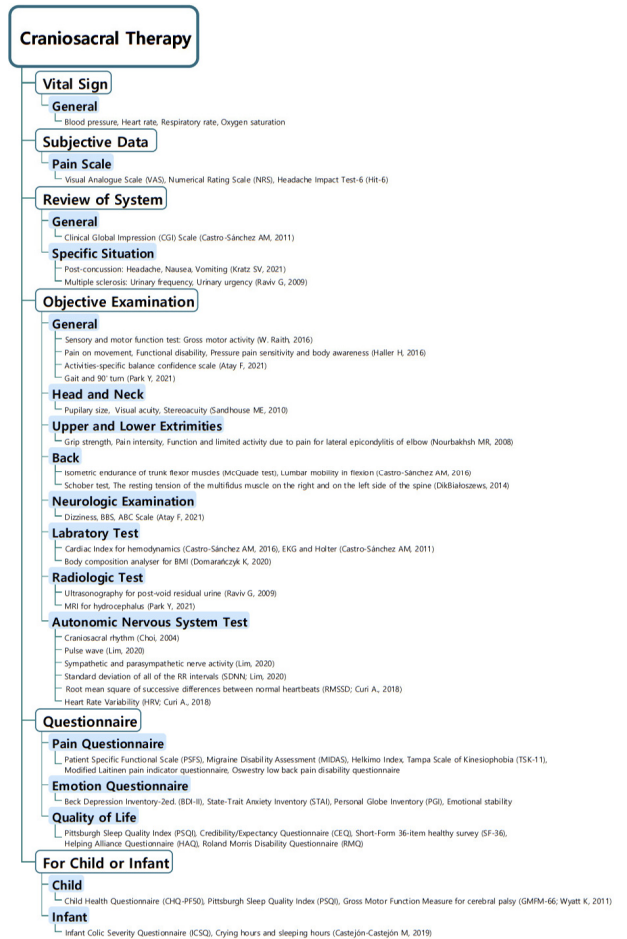 Craniosacral Therapy
Vital Sign
General
Blood pressure, Heart rate, Respiratory rate, Oxygen saturation
Subjective Data
Pain Scale
Visual Analogue Scale (VAS), Numerical Rating Scale (NRS), Headache Impact Test-6 (Hit-6)
Review of System
General
Clinical Global Impression (CGI) Scale (Castro-Sánchez AM, 2011)
Specific Situation
Post-concussion: Headache, Nausea, Vomiting (Kratz SV, 2021)
Multiple sclerosis: Urinary frequency, Urinary urgency (Raviv G, 2009)
Objective Examination
General
Sensory and motor function test: Gross motor activity (W. Raith, 2016)
Pain on movement, Functional disability, Pressure pain sensitivity and body awareness (Haller H, 2016)
Activities-specific balance confidence scale (Atay F, 2021)
Gait and 90° turn (Park Y, 2021)
Head and Neck
Pupilary size, Visual acuity, Stereoacuity (Sandhouse ME, 2010)
Upper and Lower Extrimities
Grip strength, Pain intensity, Function and limited activity due to pain for lateral epicondylitis of elbow (Nourbakhsh MR, 2008)
Back
Isometric endurance of trunk flexor muscles (McQuade test), Lumbar mobility in flexion (Castro-Sánchez AM, 2016)
Schober test, The resting tension of the multifidus muscle on the right and on the left side of the spine (DikBiałoszews, 2014)
Neurologic Examination
Dizziness, BBS, ABC Scale (Atay F, 2021)
Labratory Test
Cardiac Index for hemodynamics (Castro-Sánchez AM, 2016), EKG and Holter (Castro-Sánchez AM, 2011)
Body composition analyser for BMI (Domarańczyk K, 2020)
Radiologic Test
Ultrasonography for post-void residual urine (Raviv G, 2009)
MRI for hydrocephalus (Park Y, 2021)
Autonomic Nervous System Test
Craniosacral rhythm (Choi, 2004)
Pulse wave (Lim, 2020)
Sympathetic and parasympathetic nerve activity (Lim, 2020)
Standard deviation of all of the RR intervals (SDNN; Lim, 2020)
Root mean square of successive differences between normal heartbeats (RMSSD; Curi A., 2018)
Heart Rate Variability (HRV; Curi A., 2018)
Questionnaire
Pain Questionnaire
Patient Specific Functional Scale (PSFS), Migraine Disability Assessment (MIDAS), Helkimo Index, Tampa Scale of Kinesiophobia (TSK-11),
Modified Laitinen pain indicator questionnaire, Oswestry low back pain disability questionnaire
Emotion Questionnaire
Beck Depression Inventory-2ed. (BDI-II), State-Trait Anxiety Inventory (STAI), Personal Globe Inventory (PGI), Emotional stability
Quality of Life
Pittsburgh Sleep Quality Index (PSQI), Credibility/Expectancy Questionnaire (CEQ), Short-Form 36-item healthy survey (SF-36),
Helping Alliance Questionnaire (HAQ), Roland Morris Disability Questionnaire (RMQ)
For Child or Infant
Child
Child Health Questionnaire (CHQ-PF50), Pittsburgh Sleep Quality Index (PSQI), Gross Motor Function Measure for cerebral palsy (GMFM-66; Wyatt K, 2011)
Infant
Infant Colic Severity Questionnaire (ICSQ), Crying hours and sleeping hours (Castejón-Castejón M, 2019)